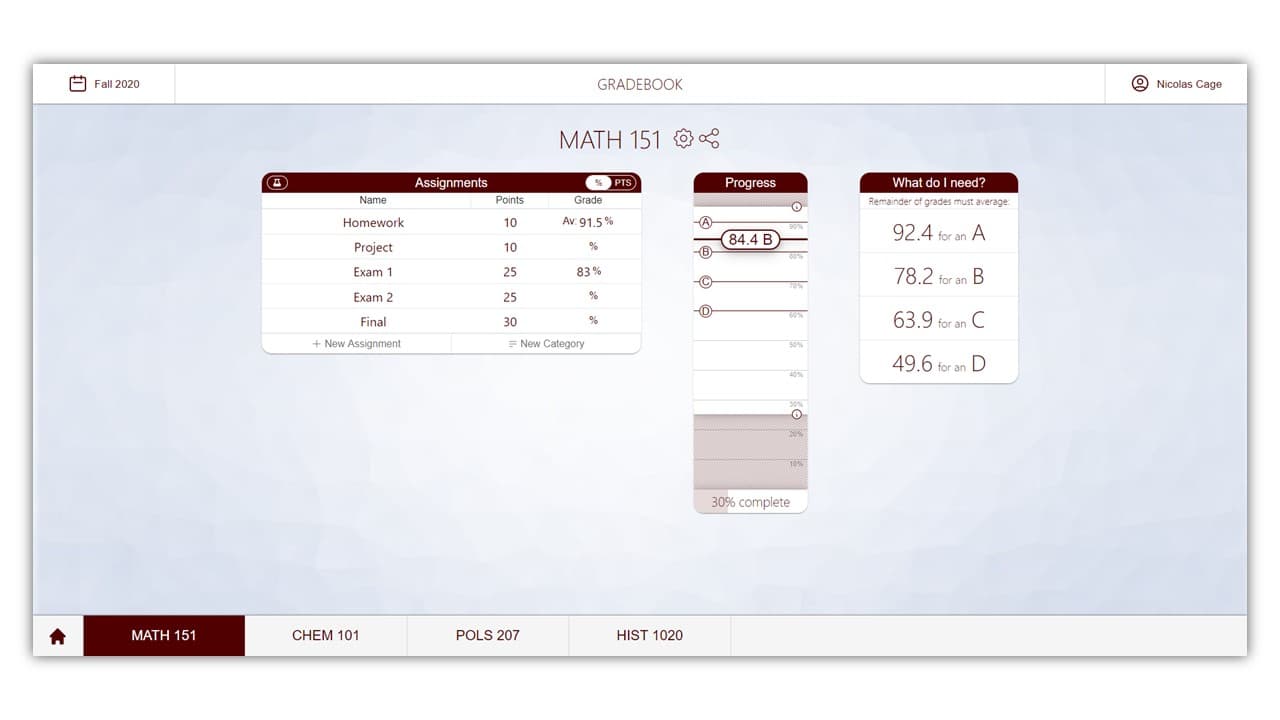 Fall 2020
GRADEBOOK
Nicolas Cage
MATH 151
Assignments
% PTS
Name Points Grade
Homework 10 Av: 91.5 %
Project 10 %
Exam 1 25 83 %
Exam 2 25 %
Final 30 %
+ New Assignment
New Category
Progress
A
90%
84.4 B
B
80%
C
70%
D
60%
50%
40%
30%
20%
10%
30% complete
What do I need?
Remainder of grades must average:
92.4 for an A
78.2 for an B
63.9 for an C
49.6 for an D
MATH 151
CHEM 101
POLS 207
HIST 1020